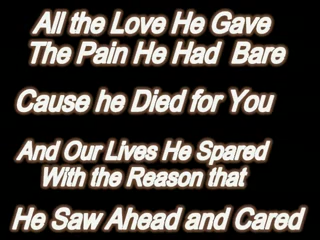 All the Love He Gave
The Pain He Had Bare
Cause he Died for You
And Our Lives He Spared
With the Reason that
He Saw Ahead and Cared